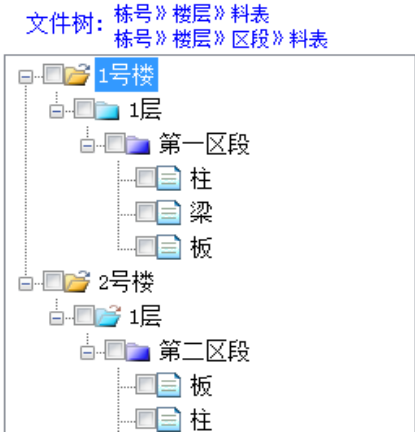 文件树：
栋号》楼层》料表
栋号》楼层》区段》料表
1号楼
1层
第一区段
柱
梁
板
2号楼
1层
第二区段
板
柱